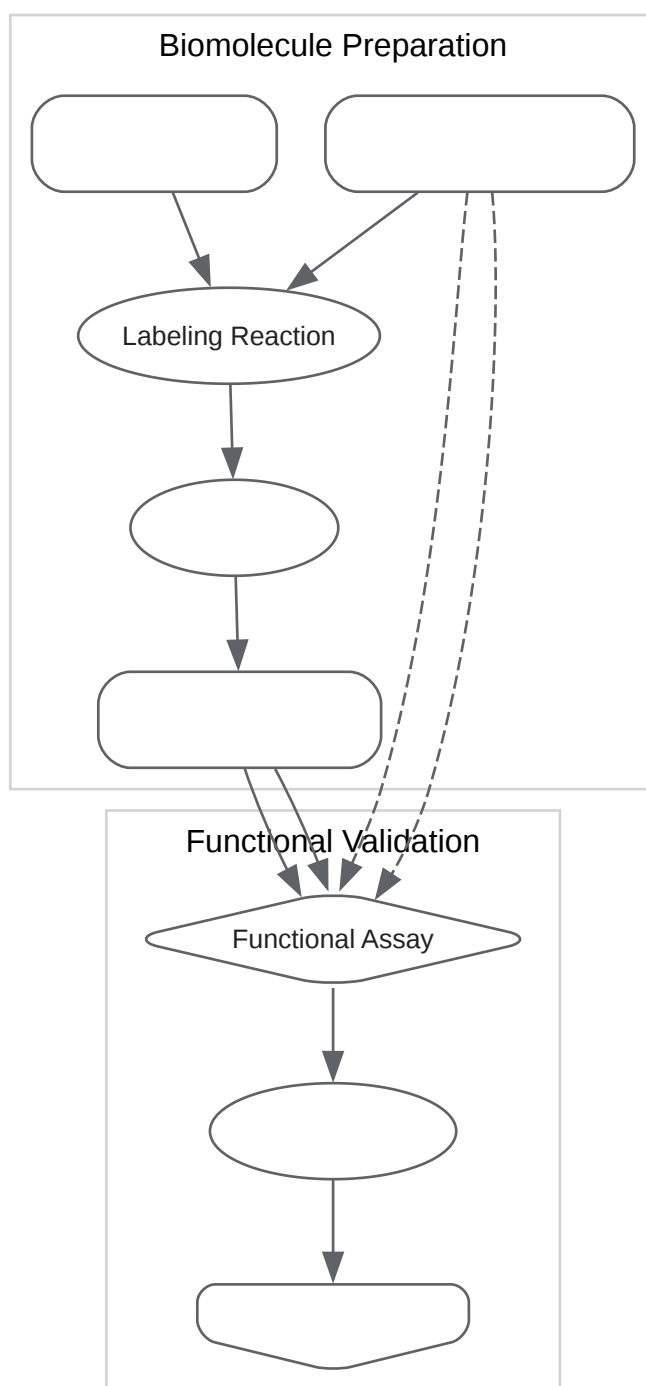 Biomolecule Preparation
Labeling Reaction
Functional Validation
Functional Assay